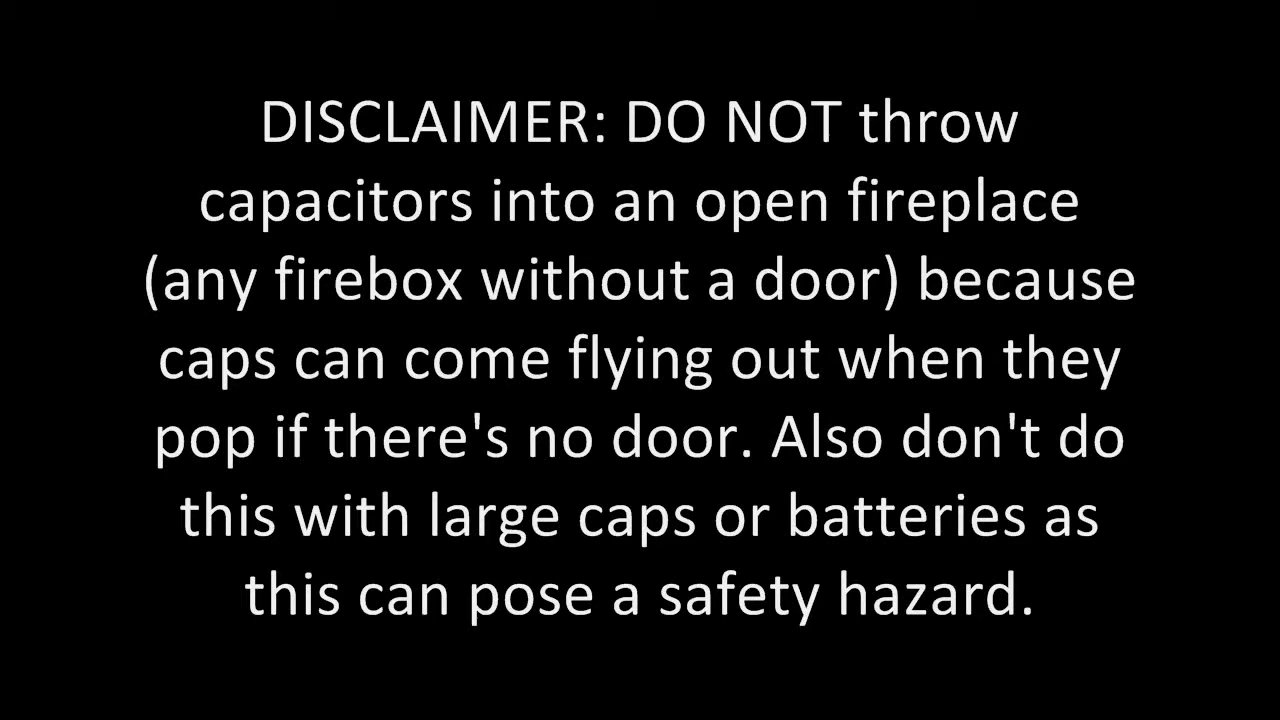 DISCLAIMER: DO NOT throw
capacitors into an open fireplace
(any firebox without a door) because
caps can come flying out when they
pop if there's no door. Also don't do
this with large caps or batteries as
this can pose a safety hazard.